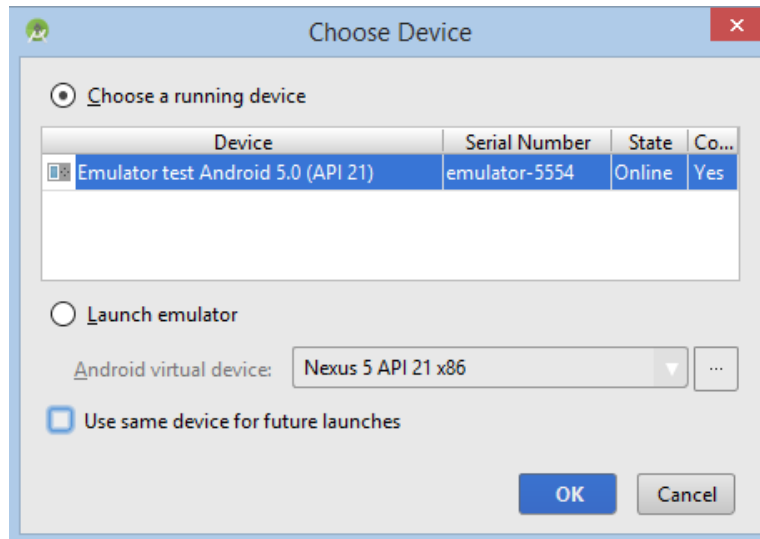 Choose Device
Choose a running device
Device Serial Number State Co...
Emulator test Android 5.0 (API 21) emulator-5554 Online Yes
Launch emulator
Android virtual device: Nexus 5 API 21 x86 ...
Use same device for future launches
OK Cancel